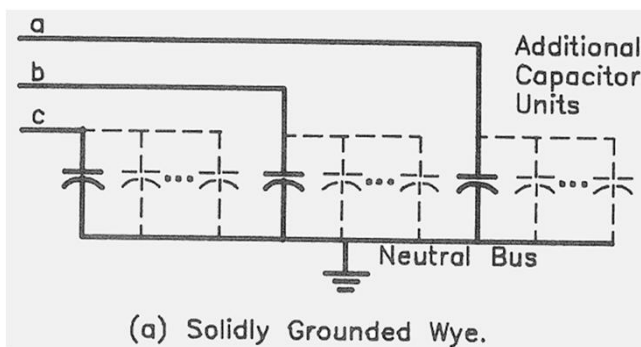 a
b
c
Additional
Capacitor
Units
Neutral Bus
(a) Solidly Grounded Wye.